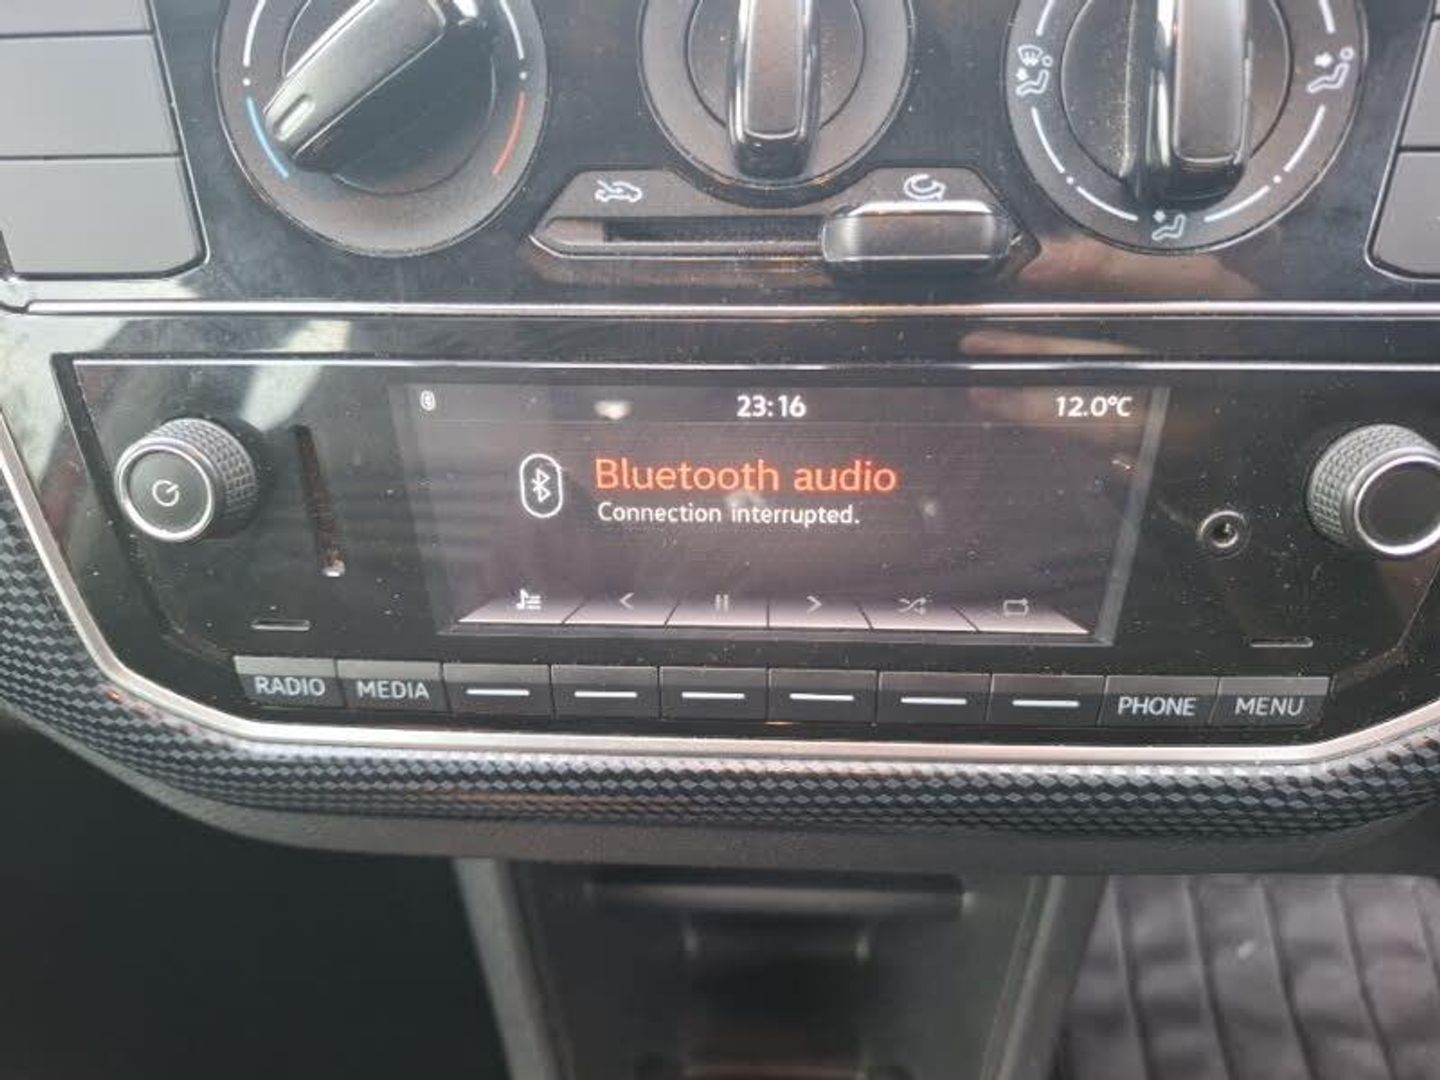 23:16
12.0°C
Bluetooth audio
Connection interrupted.
RADIO
MEDIA
PHONE
MENU